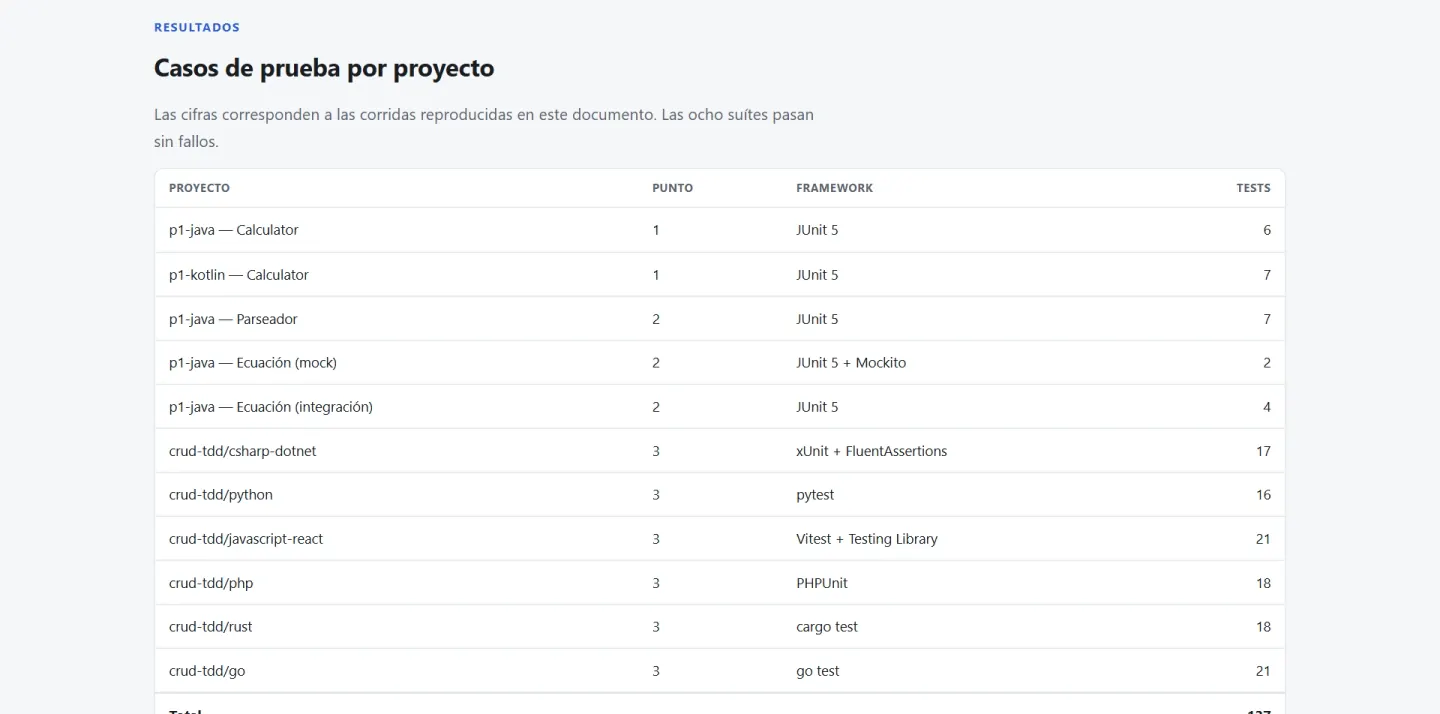 RESULTADOS
Casos de prueba por proyecto
Las cifras corresponden a las corridas reproducidas en este documento. Las ocho suítes pasan
sin fallos.
PROYECTO PUNTO FRAMEWORK TESTS
p1-java — Calculator 1 JUnit 5 6
p1-kotlin — Calculator 1 JUnit 5 7
p1-java — Parseador 2 JUnit 5 7
p1-java — Ecuación (mock) 2 JUnit 5 + Mockito 2
p1-java — Ecuación (integración) 2 JUnit 5 4
crud-tdd/csharp-dotnet 3 xUnit + FluentAssertions 17
crud-tdd/python 3 pytest 16
crud-tdd/javascript-react 3 Vitest + Testing Library 21
crud-tdd/php 3 PHPUnit 18
crud-tdd/rust 3 cargo test 18
crud-tdd/go 3 go test 21
Total 137